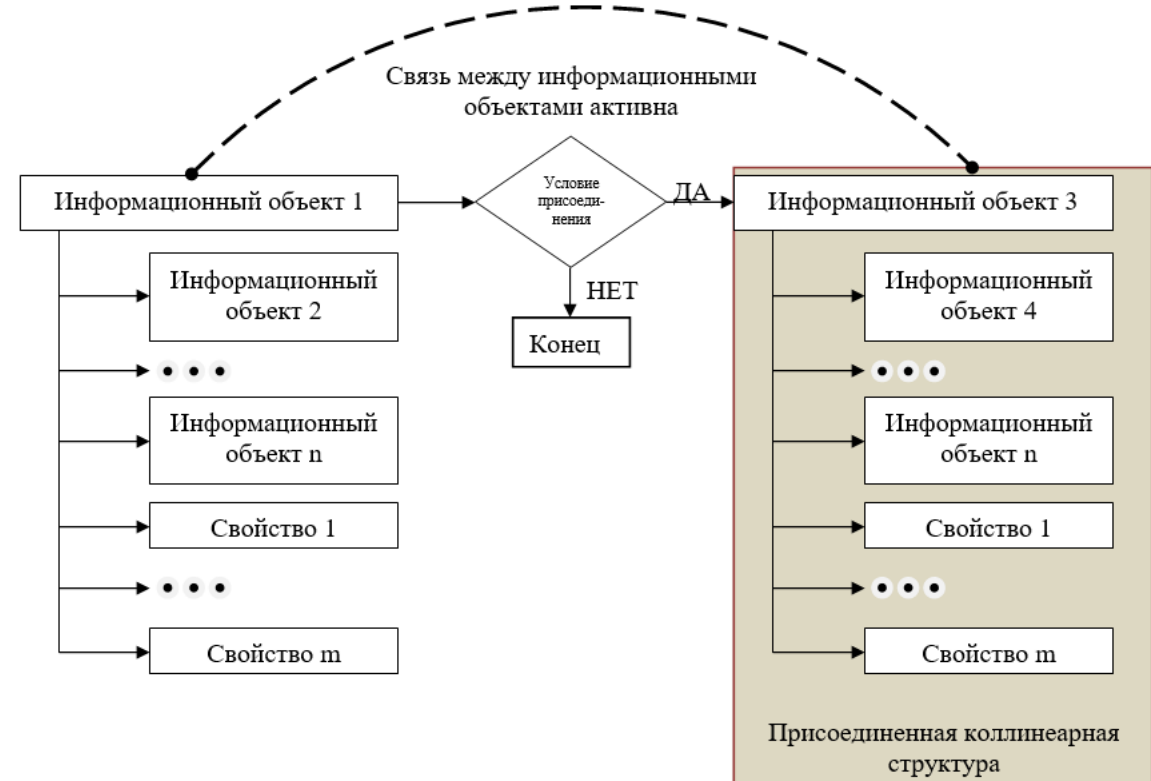 Связь между информационными
объектами активна
Информационный объект 1
Условие
присоеди-
нения
ДА
Информационный объект 3
НЕТ
Конец
Информационный
объект 2
Информационный
объект n
Свойство 1
Свойство m
Информационный
объект 4
Информационный
объект n
Свойство 1
Свойство m
Присоединенная коллинеарная
структура